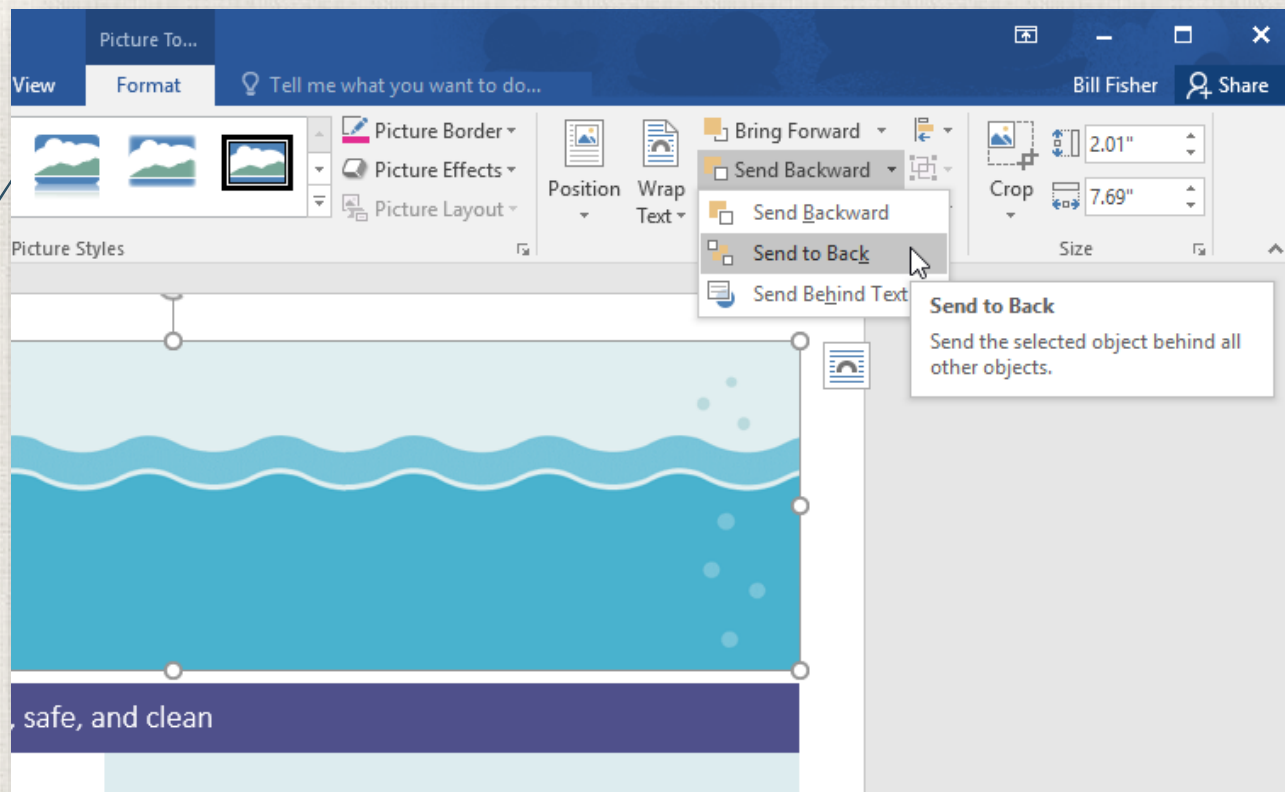 Picture To...
View
Format
Tell me what you want to do...
Bill Fisher
Share
Picture Border
Picture Effects
Picture Layout
Picture Styles
Position
Wrap
Text
Bring Forward
Send Backward
Send Backward
Send to Back
Send Behind Text
Crop
2.01"
7.69"
Size
Send to Back
Send the selected object behind all
other objects.
, safe, and clean